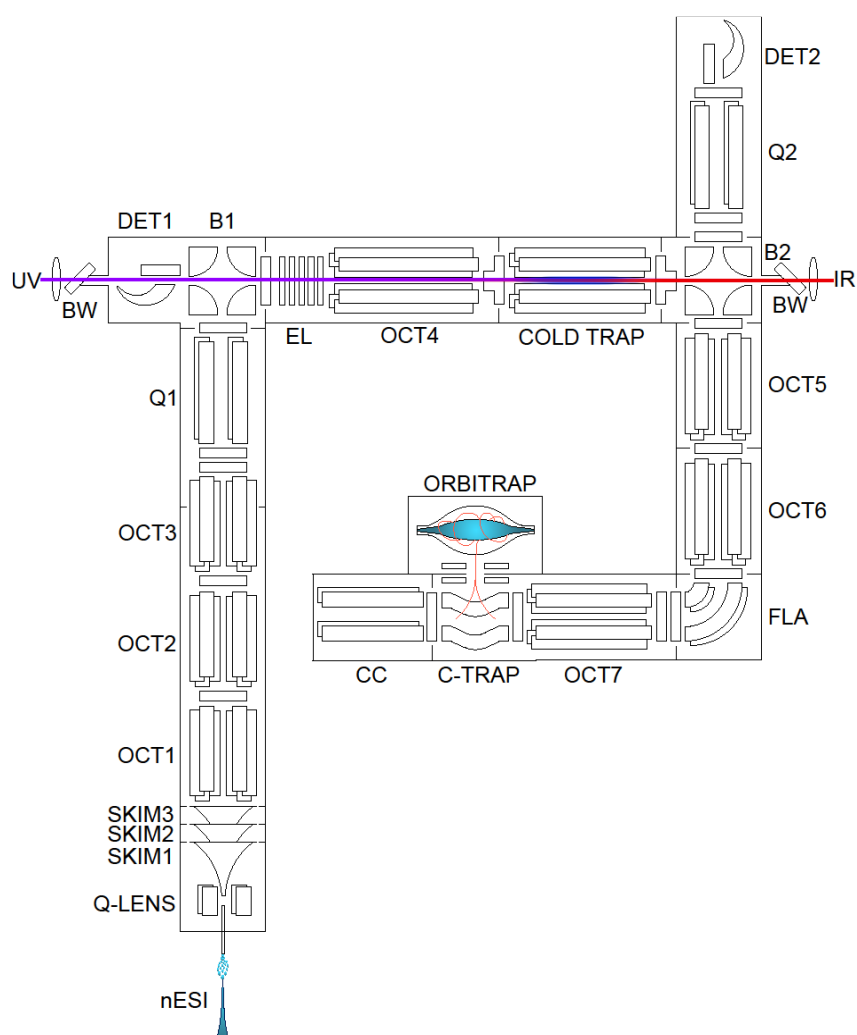 DET2
Q2
DET1 B1
B2
UV
IR
BW
BW
EL OCT4 COLD TRAP
OCT5
Q1
ORBITRAP
OCT6
OCT3
FLA
OCT2
CC C-TRAP OCT7
OCT1
SKIM3
SKIM2
SKIM1
Q-LENS
nESI